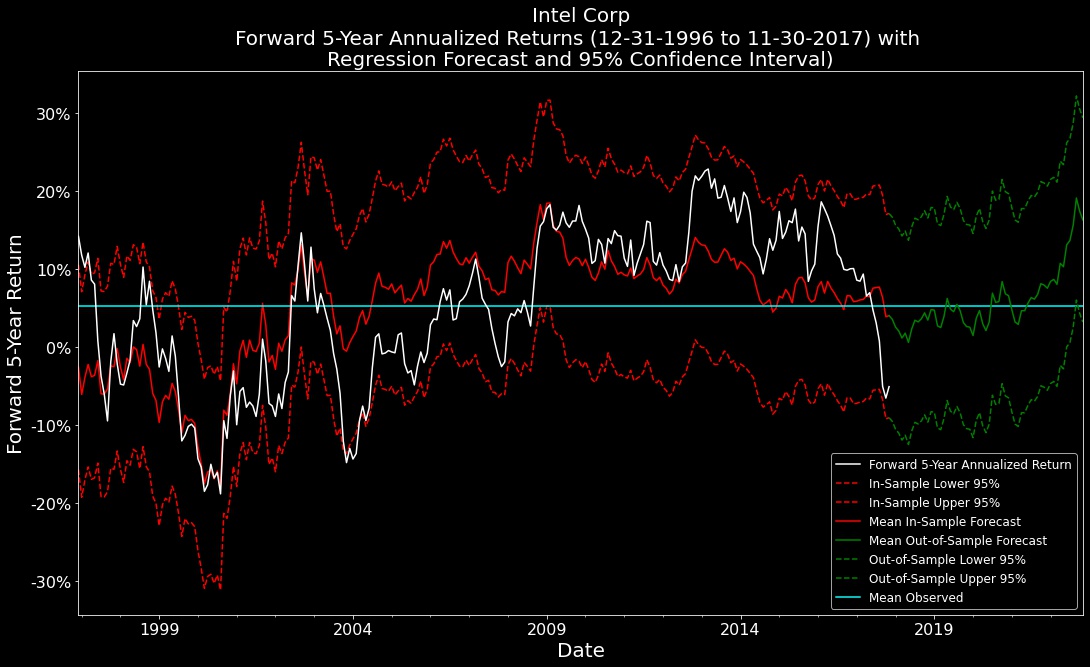 Intel Corp
Forward 5-Year Annualized Returns (12-31-1996 to 11-30-2017) with
Regression Forecast and 95% Confidence Interval)
Forward 5-Year Return
30%
20%
10%
0%
-10%
-20%
-30%
Forward 5-Year Annualized Return
In-Sample Lower 95%
In-Sample Upper 95%
Mean In-Sample Forecast
Mean Out-of-Sample Forecast
Out-of-Sample Lower 95%
Out-of-Sample Upper 95%
Mean Observed
1999 2004 2009 2014 2019
Date